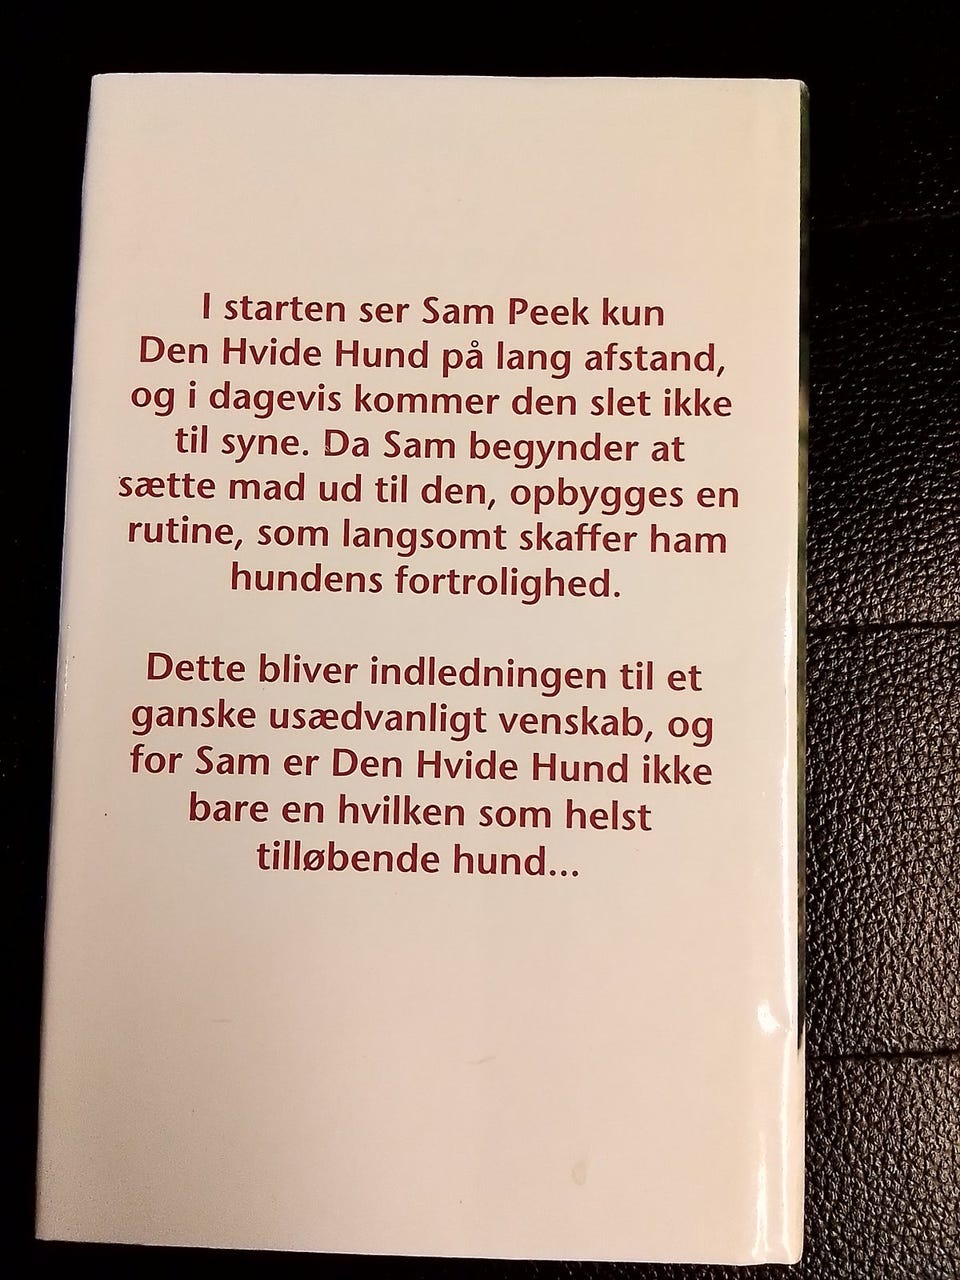 I starten ser Sam Peek kun
Den Hvide Hund på lang afstand,
og i dagevis kommer den slet ikke
til syne. Da Sam begynder at
sætte mad ud til den, opbygges en
rutine, som langsomt skaffer ham
hundens fortrolighed.
Dette bliver indledningen til et
ganske usædvanligt venskab, og
for Sam er Den Hvide Hund ikke
bare en hvilken som helst
tilløbende hund...